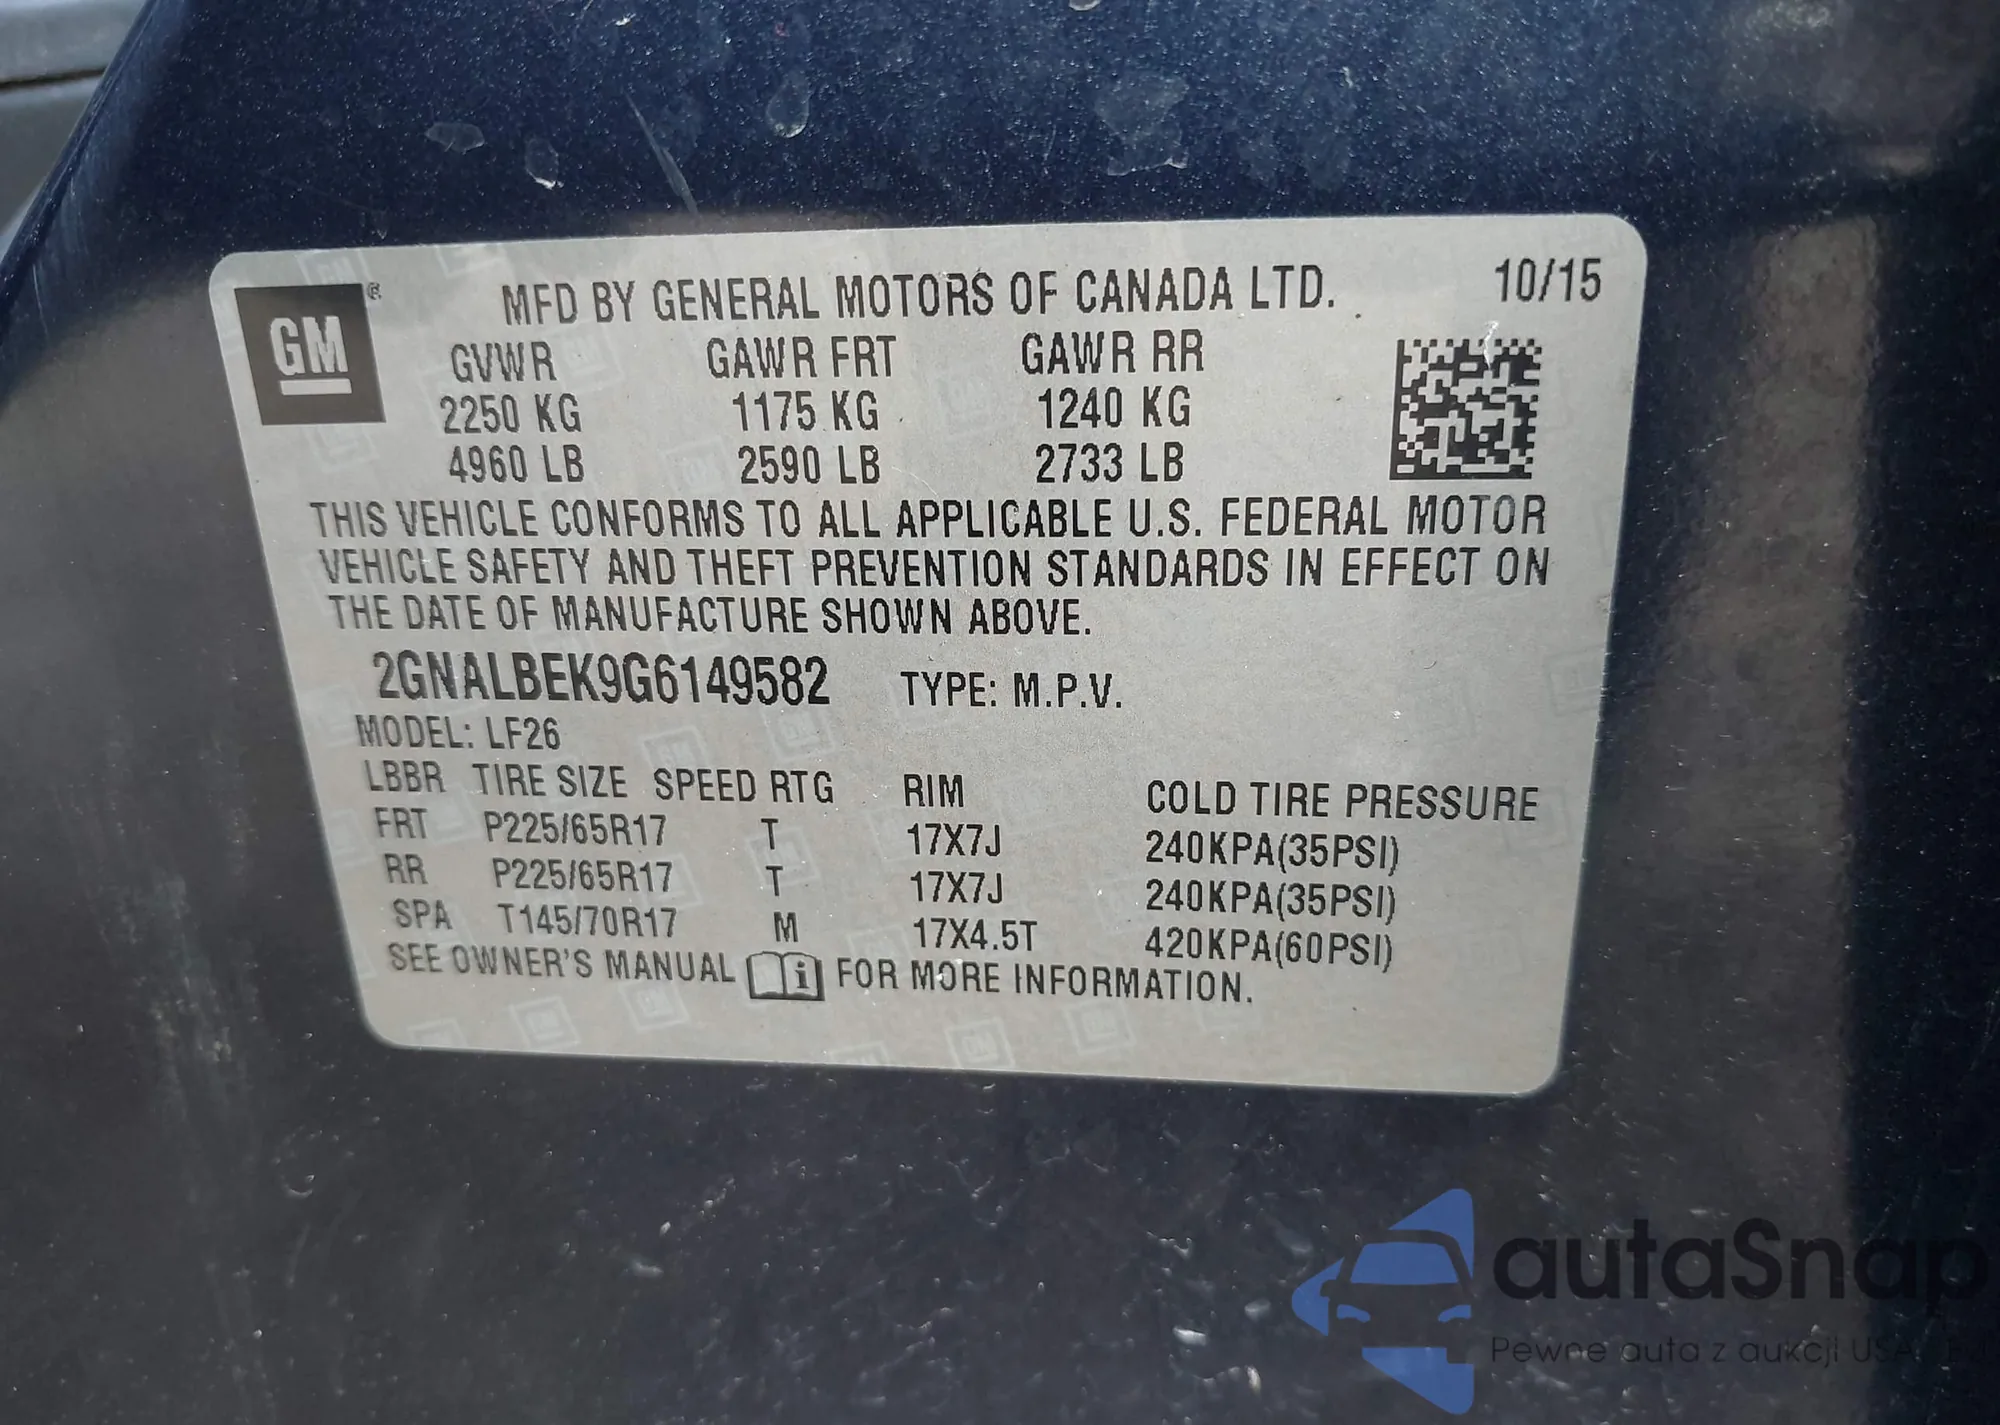 GM ®
MFD BY GENERAL MOTORS OF CANADA LTD. 10/15
GVWR GAWR FRT GAWR RR
2250 KG 1175 KG 1240 KG
4960 LB 2590 LB 2733 LB
THIS VEHICLE CONFORMS TO ALL APPLICABLE U.S. FEDERAL MOTOR
VEHICLE SAFETY AND THEFT PREVENTION STANDARDS IN EFFECT ON
THE DATE OF MANUFACTURE SHOWN ABOVE.
2GNALBEK9G6149582 TYPE: M.P.V.
MODEL: LF26
LBBR TIRE SIZE SPEED RTG RIM COLD TIRE PRESSURE
FRT P225/65R17 T 17X7J 240KPA(35PSI)
RR P225/65R17 T 17X7J 240KPA(35PSI)
SPA T145/70R17 M 17X4.5T 420KPA(60PSI)
SEE OWNER'S MANUAL i FOR MORE INFORMATION.
autaSnap
Pewne auta z aukcji USA